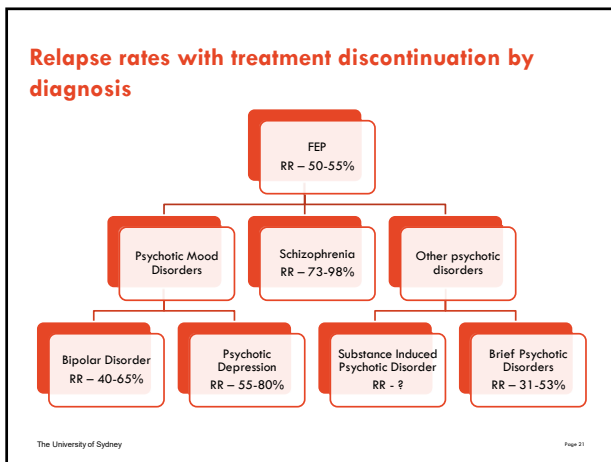 Relapse rates with treatment discontinuation by
diagnosis
FEP
RR – 50-55%
Psychotic Mood
Disorders
Schizophrenia
RR – 73-98%
Other psychotic
disorders
Bipolar Disorder
RR – 40-65%
Psychotic
Depression
RR – 55-80%
Substance Induced
Psychotic Disorder
RR - ?
Brief Psychotic
Disorders
RR – 31-53%
The University of Sydney
Page 21